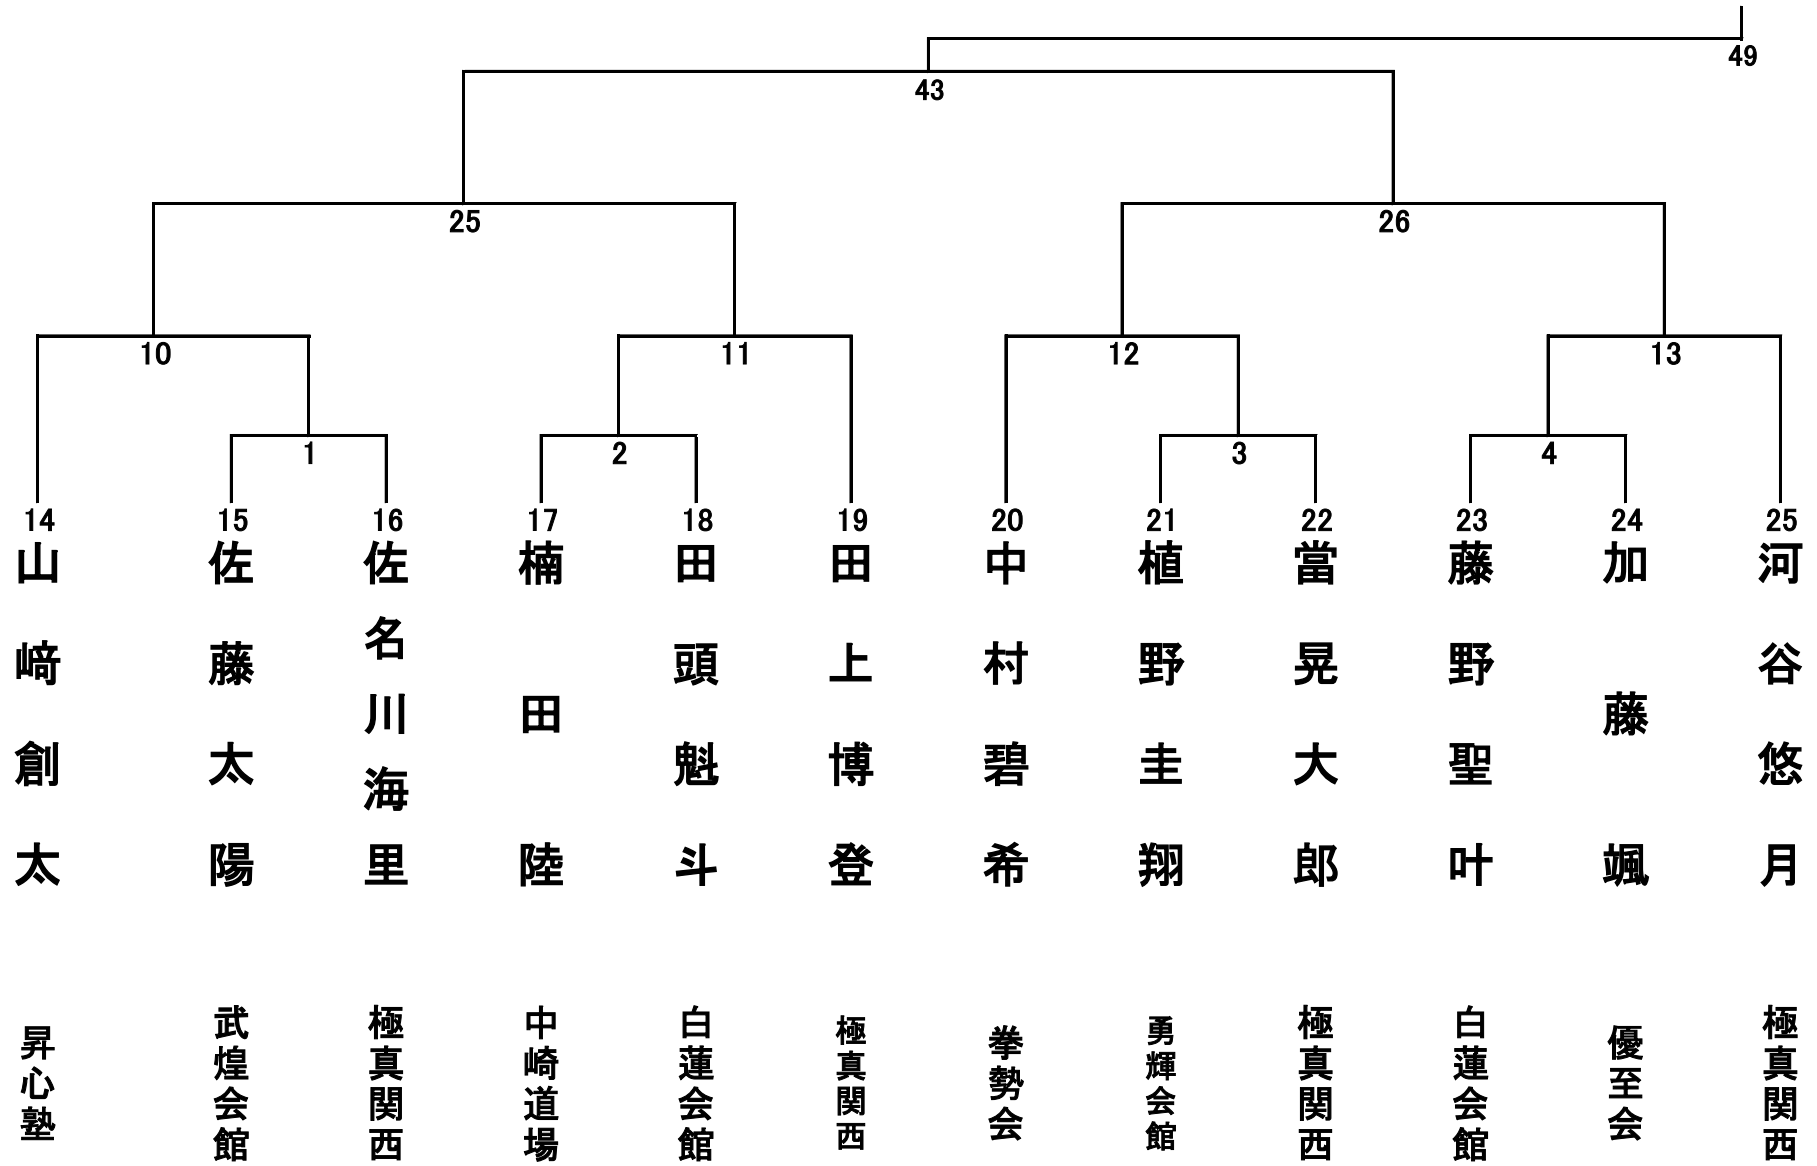 49
43
25
26
10
11
12
13
1
2
3
4
14
山﨑創太
昇心塾
15
佐藤太陽
武煌会館
16
佐名川海里
極真関西
17
楠田陸
中崎道場
18
田頭魁斗
白蓮会館
19
田上博登
極真関西
20
中村碧希
拳勢会
21
植野圭翔
勇輝会館
22
當晃大郎
極真関西
23
藤野聖叶
白蓮会館
24
加藤颯
優至会
25
河谷悠月
極真関西